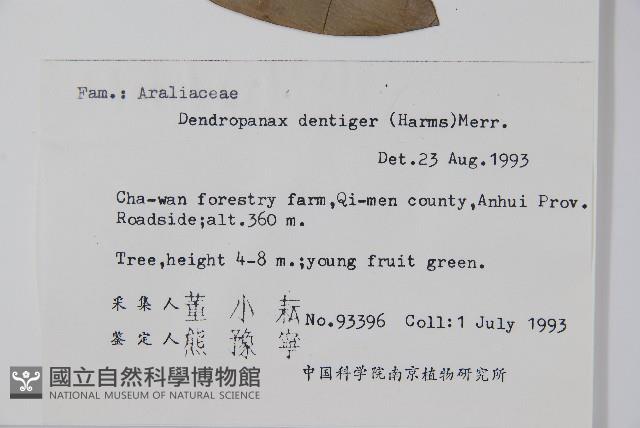 Fam.: Araliaceae
Dendropanax dentiger (Harms)Merr.
Det.23 Aug.1993
Cha-wan forestry farm,Qi-men county,Anhui Prov.
Roadside;alt.360 m.
Tree,height 4-8 m.;young fruit green.
采集人 董小耘 No.93396 Coll:1 July 1993
鉴定人 熊豫寧
中国科学院南京植物研究所
國立自然科學博物館
NATIONAL MUSEUM OF NATURAL SCIENCE